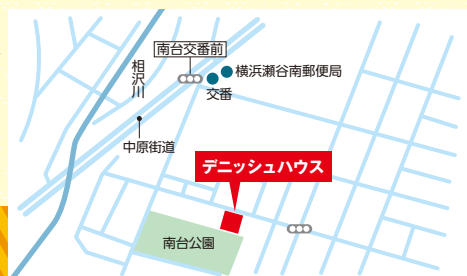 南台交番前
横浜瀬谷南郵便局
交番
相沢川
中原街道
デニッシュハウス
南台公園